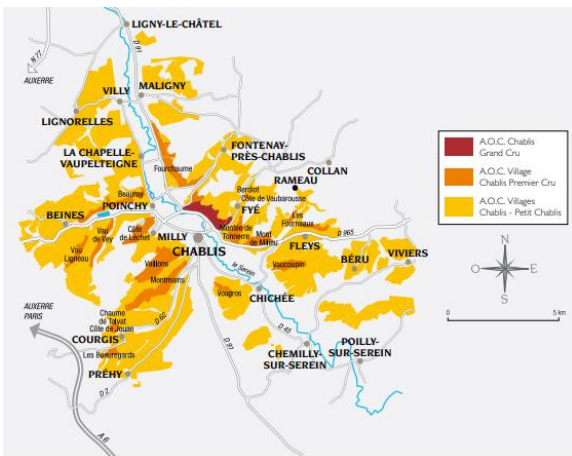 LIGNY-LE-CHÂTEL
N 77
D 91
AUXERRE
MALIGNY
VILLY
LIGNORELLES
FONTENAY-
PRÈS-CHABLIS
LA CHAPELLE-
VAUPELTEIGNE
Fourchaume
COLLAN
RAMEAU
A.O.C. Chablis
Grand Cru
A.O.C. Village
Chablis Premier Cru
A.O.C. Villages
Chablis - Petit Chablis
Beauroy
Berdiot
Côte de Vaubarousse
POINCHY
FYÉ
BEINES
Les
Fourneaux
Côte
de Léchet
Vau
de Vey
Montée de
Tonnerre
Mont
de Milieu
D 965
MILLY
FLEYS
Vau
Ligneau
CHABLIS
VIVIERS
BÉRU
Vaillons
le Serein
Vaucoupin
Montmains
Vosgros
CHICHÉE
N
O
E
S
5 km
AUXERRE
PARIS
Chaume
de Talvat
Côte de Jouan
D 60
D 45
COURGIS
D 91
Les Beauregards
CHEMILLY-
SUR-SEREIN
POILLY-
SUR-SEREIN
PRÉHY
D 2
A 6